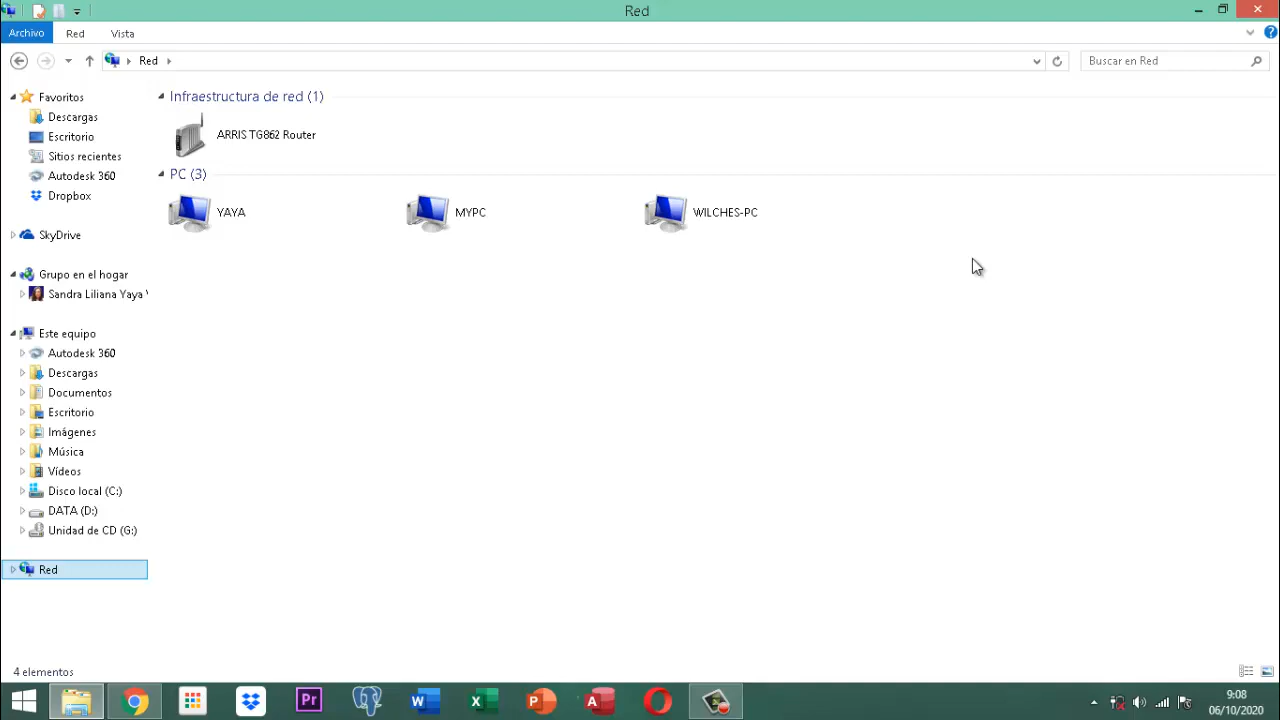 Red
Archivo
Red
Vista
Red
Buscar en Red
Favoritos
Descargas
Escritorio
Sitios recientes
Autodesk 360
Dropbox
SkyDrive
Grupo en el hogar
Sandra Liliana Yaya
Este equipo
Autodesk 360
Descargas
Documentos
Escritorio
Imágenes
Música
Vídeos
Disco local (C:)
DATA (D:)
Unidad de CD (G:)
Red
Infraestructura de red (1)
ARRIS TG862 Router
PC (3)
YAYA
MYPC
WILCHES-PC
4 elementos
Pr
W
X
P
A
9:08
06/10/2020